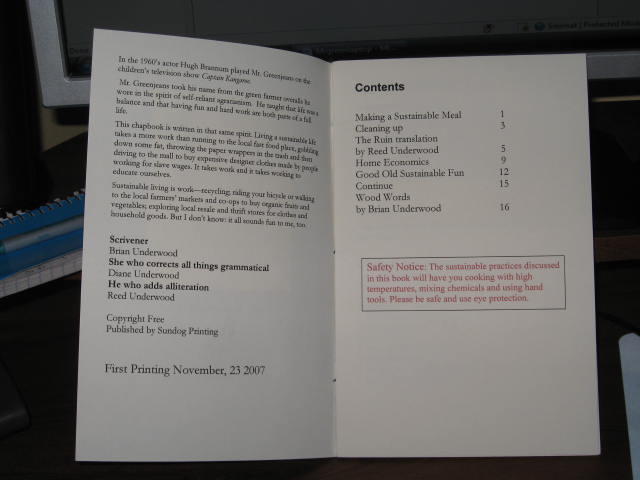 In the 1960's actor Hugh Brannum played Mr. Greenjeans on the
children's television show Captain Kangaroo.
Mr. Greenjeans took his name from the green farmer overalls he
wore in the spirit of self-reliant agrarianism. He taught that life was a
balance and that having fun and hard work are both parts of a full
life.
This chapbook is written in that same spirit. Living a sustainable life
takes a more work than running to the local fast food place, gobbling
down some fat, throwing the paper wrappers in the trash and then
driving to the mall to buy expensive designer clothes made by people
working for slave wages. It takes work and it takes working to
educate ourselves.
Sustainable living is work—recycling; riding your bicycle or walking
to the local farmers' markets and co-ops to buy organic fruits and
vegetables; exploring local resale and thrift stores for clothes and
household goods. But I don't know: it all sounds fun to me, too.
Scrivener
Brian Underwood
She who corrects all things grammatical
Diane Underwood
He who adds alliteration
Reed Underwood
Copyright Free
Published by Sundog Printing
First Printing November, 23 2007
Contents
Making a Sustainable Meal 1
Cleaning up 3
The Ruin translation
by Reed Underwood 5
Home Economics 9
Good Old Sustainable Fun 12
Continue 15
Wood Words
by Brian Underwood 16
Safety Notice: The sustainable practices discussed
in this book will have you cooking with high
temperatures, mixing chemicals and using hand
tools. Please be safe and use eye protection.